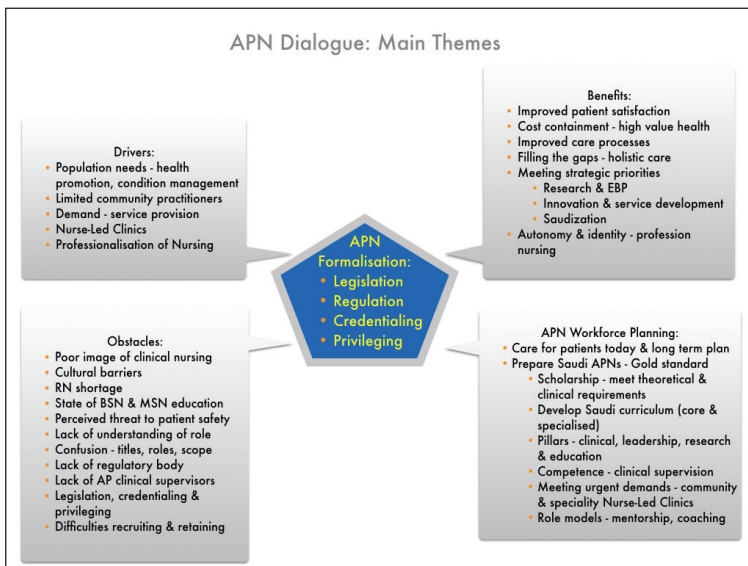 APN Dialogue: Main Themes
Drivers:
• Population needs - health
promotion, condition management
• Limited community practitioners
• Demand - service provision
• Nurse-Led Clinics
• Professionalisation of Nursing
Benefits:
• Improved patient satisfaction
• Cost containment - high value health
• Improved care processes
• Filling the gaps - holistic care
• Meeting strategic priorities
• Research & EBP
• Innovation & service development
• Saudization
• Autonomy & identity - profession
nursing
APN
Formalisation:
• Legislation
• Regulation
• Credentialing
• Privileging
Obstacles:
• Poor image of clinical nursing
• Cultural barriers
• RN shortage
• State of BSN & MSN education
• Perceived threat to patient safety
• Lack of understanding of role
• Confusion - titles, roles, scope
• Lack of regulatory body
• Lack of AP clinical supervisors
• Legislation, credentialing &
privileging
• Difficulties recruiting & retaining
APN Workforce Planning:
• Care for patients today & long term plan
• Prepare Saudi APNs - Gold standard
• Scholarship - meet theoretical &
clinical requirements
• Develop Saudi curriculum (core &
specialised)
• Pillars - clinical, leadership, research
& education
• Competence - clinical supervision
• Meeting urgent demands - community
& speciality Nurse-Led Clinics
• Role models - mentorship, coaching